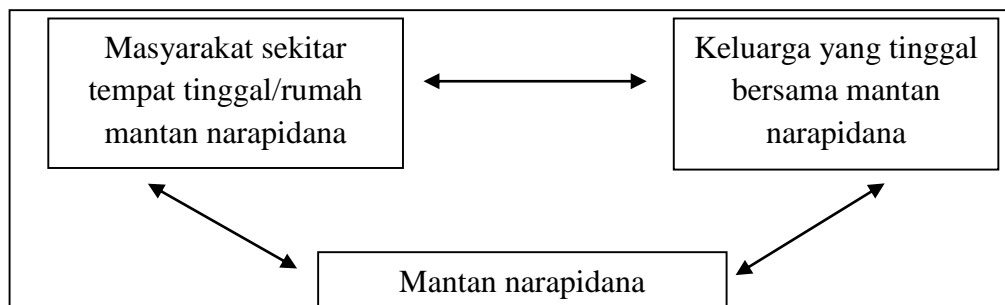 Masyarakat sekitar
tempat tinggal/rumah
mantan narapidana
Keluarga yang tinggal
bersama mantan
narapidana
Mantan narapidana